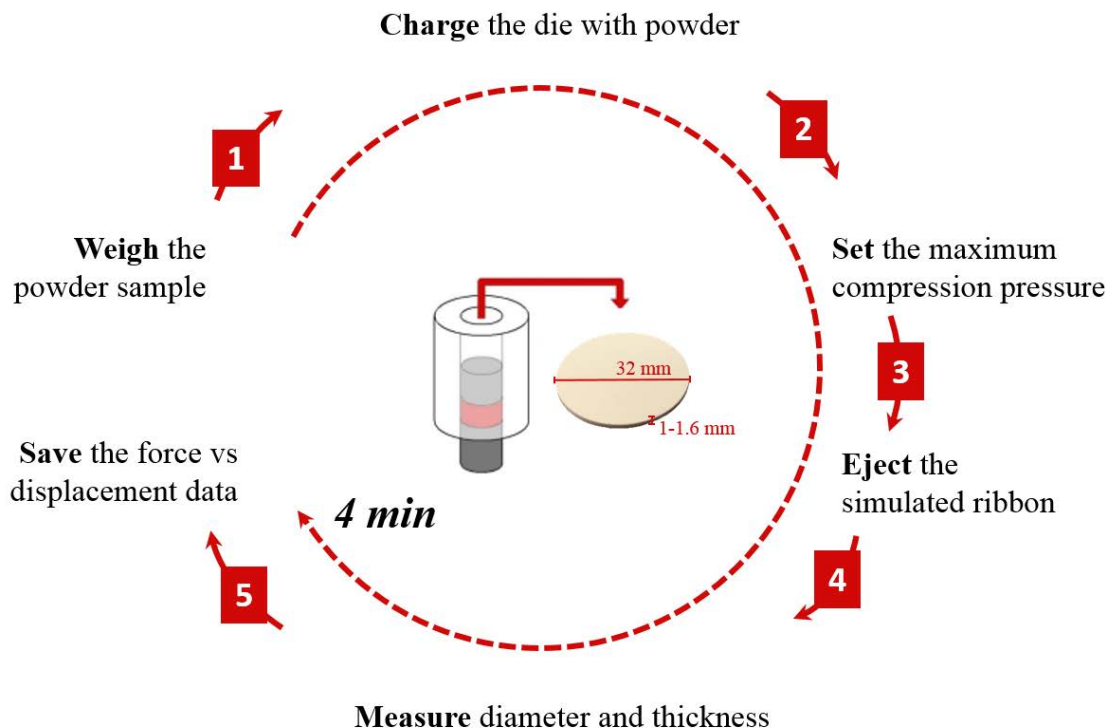 Charge the die with powder
1
2
Weigh the
powder sample
Set the maximum
compression pressure
32 mm
1-1.6 mm
3
Save the force vs
displacement data
Eject the
simulated ribbon
4 min
5
4
Measure diameter and thickness